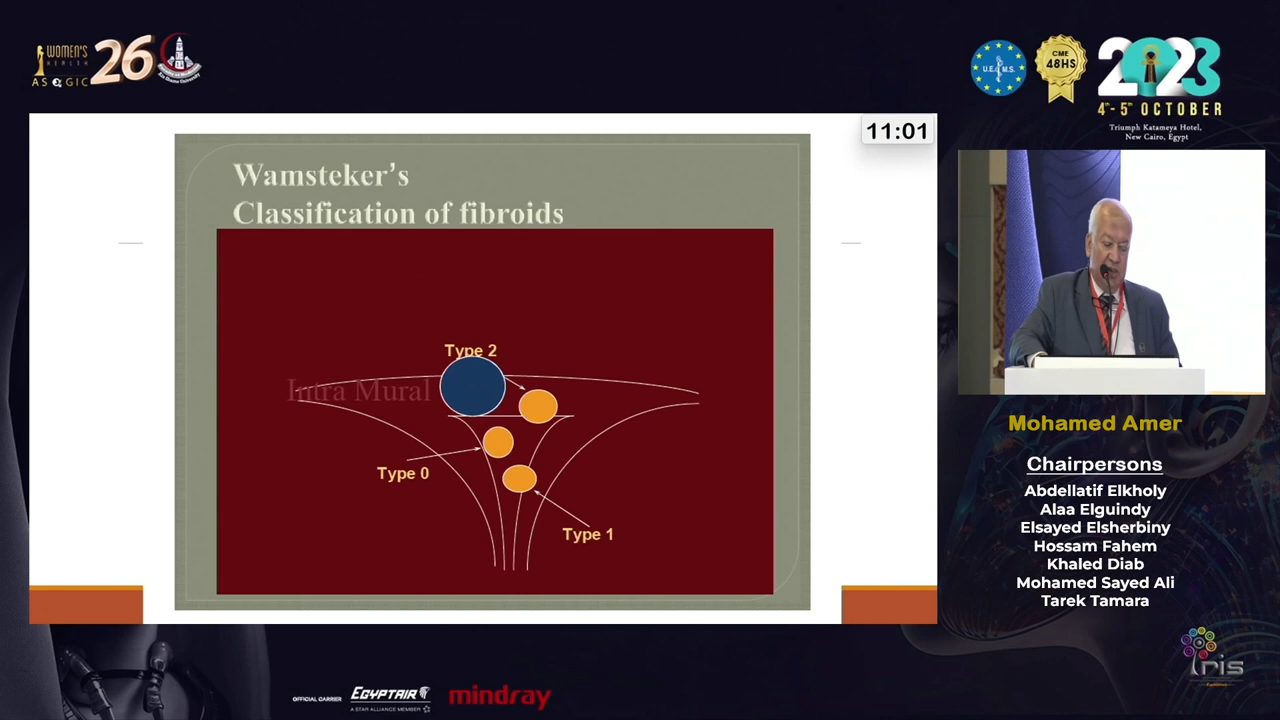 WOMEN'S
HEALTH
26
AS GIC
U.E.M.S.
CME
48HS
2023
4th- 5th OCTOBER
Triumph Katameya Hotel,
New Cairo, Egypt
11:01
Wamsteker's
Classification of fibroids
Type 2
Intra Mural
Type 0
Type 1
Mohamed Amer
Chairpersons
Abdellatif Elkholy
Alaa Elguindy
Elsayed Elsherbiny
Hossam Fahem
Khaled Diab
Mohamed Sayed Ali
Tarek Tamara
OFFICIAL CARRIER
EGYPTAIR
A STAR ALLIANCE MEMBER
mindray
iris